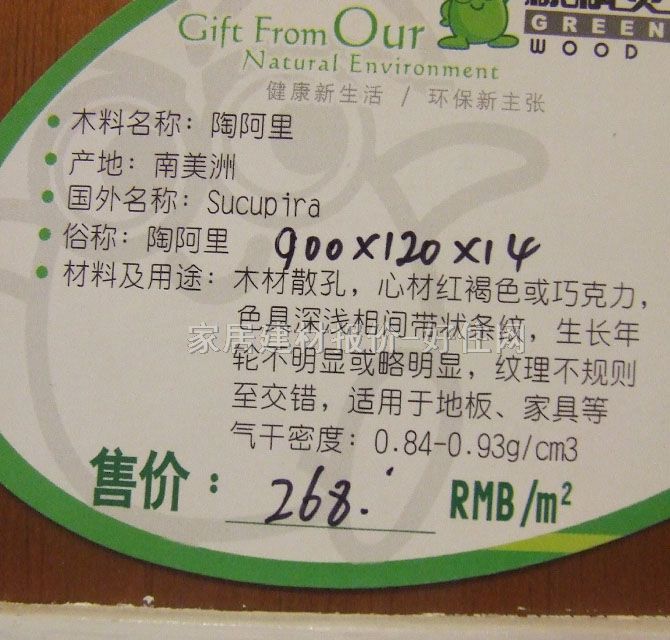 Gift From Our
Natural Environment
GREEN
WOOD
健康新生活 / 环保新主张
木料名称：陶阿里
产地：南美洲
国外名称：Sucupira
俗称：陶阿里 900×120×14
材料及用途：木材散孔，心材红褐色或巧克力，
色具深浅相间带状条纹，生长年
轮不明显或略明显，纹理不规则
至交错，适用于地板、家具等
气干密度：0.84-0.93g/cm3
家居建材报价-好住网
售价：268. RMB/m²